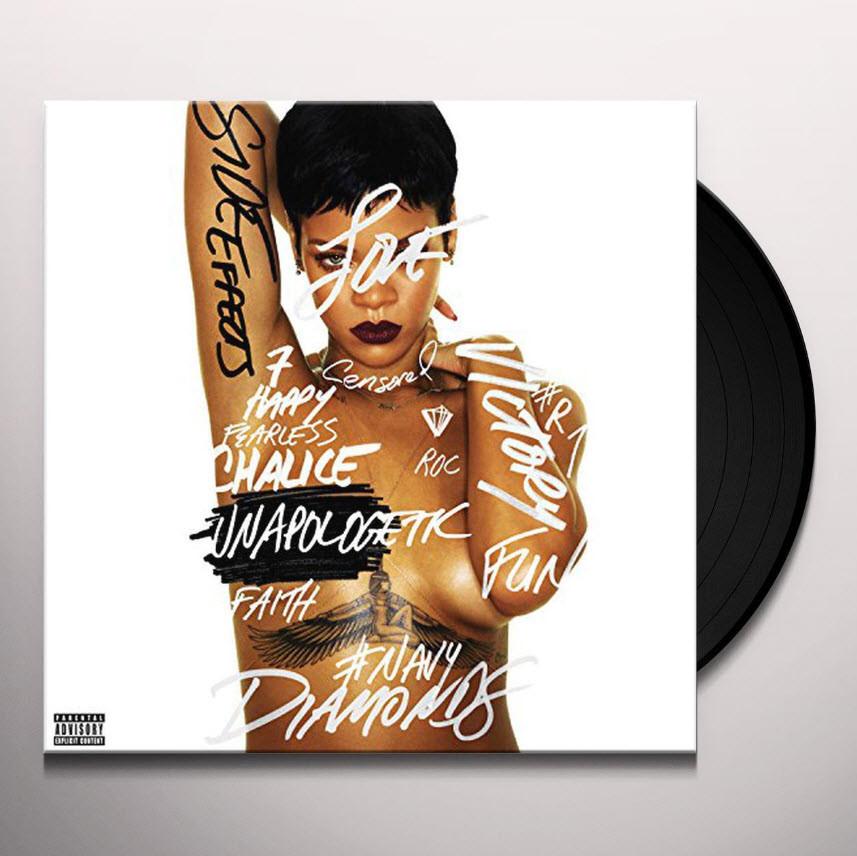 SIDE EFFECTS
LOVE
7
HAPPY
Censored
FEARLESS
CHALICE
ROC
VICTORY
#R1
UNAPOLOGETIC
FUN
FAITH
#NAVY
DIAMONDS
PARENTAL
ADVISORY
EXPLICIT CONTENT